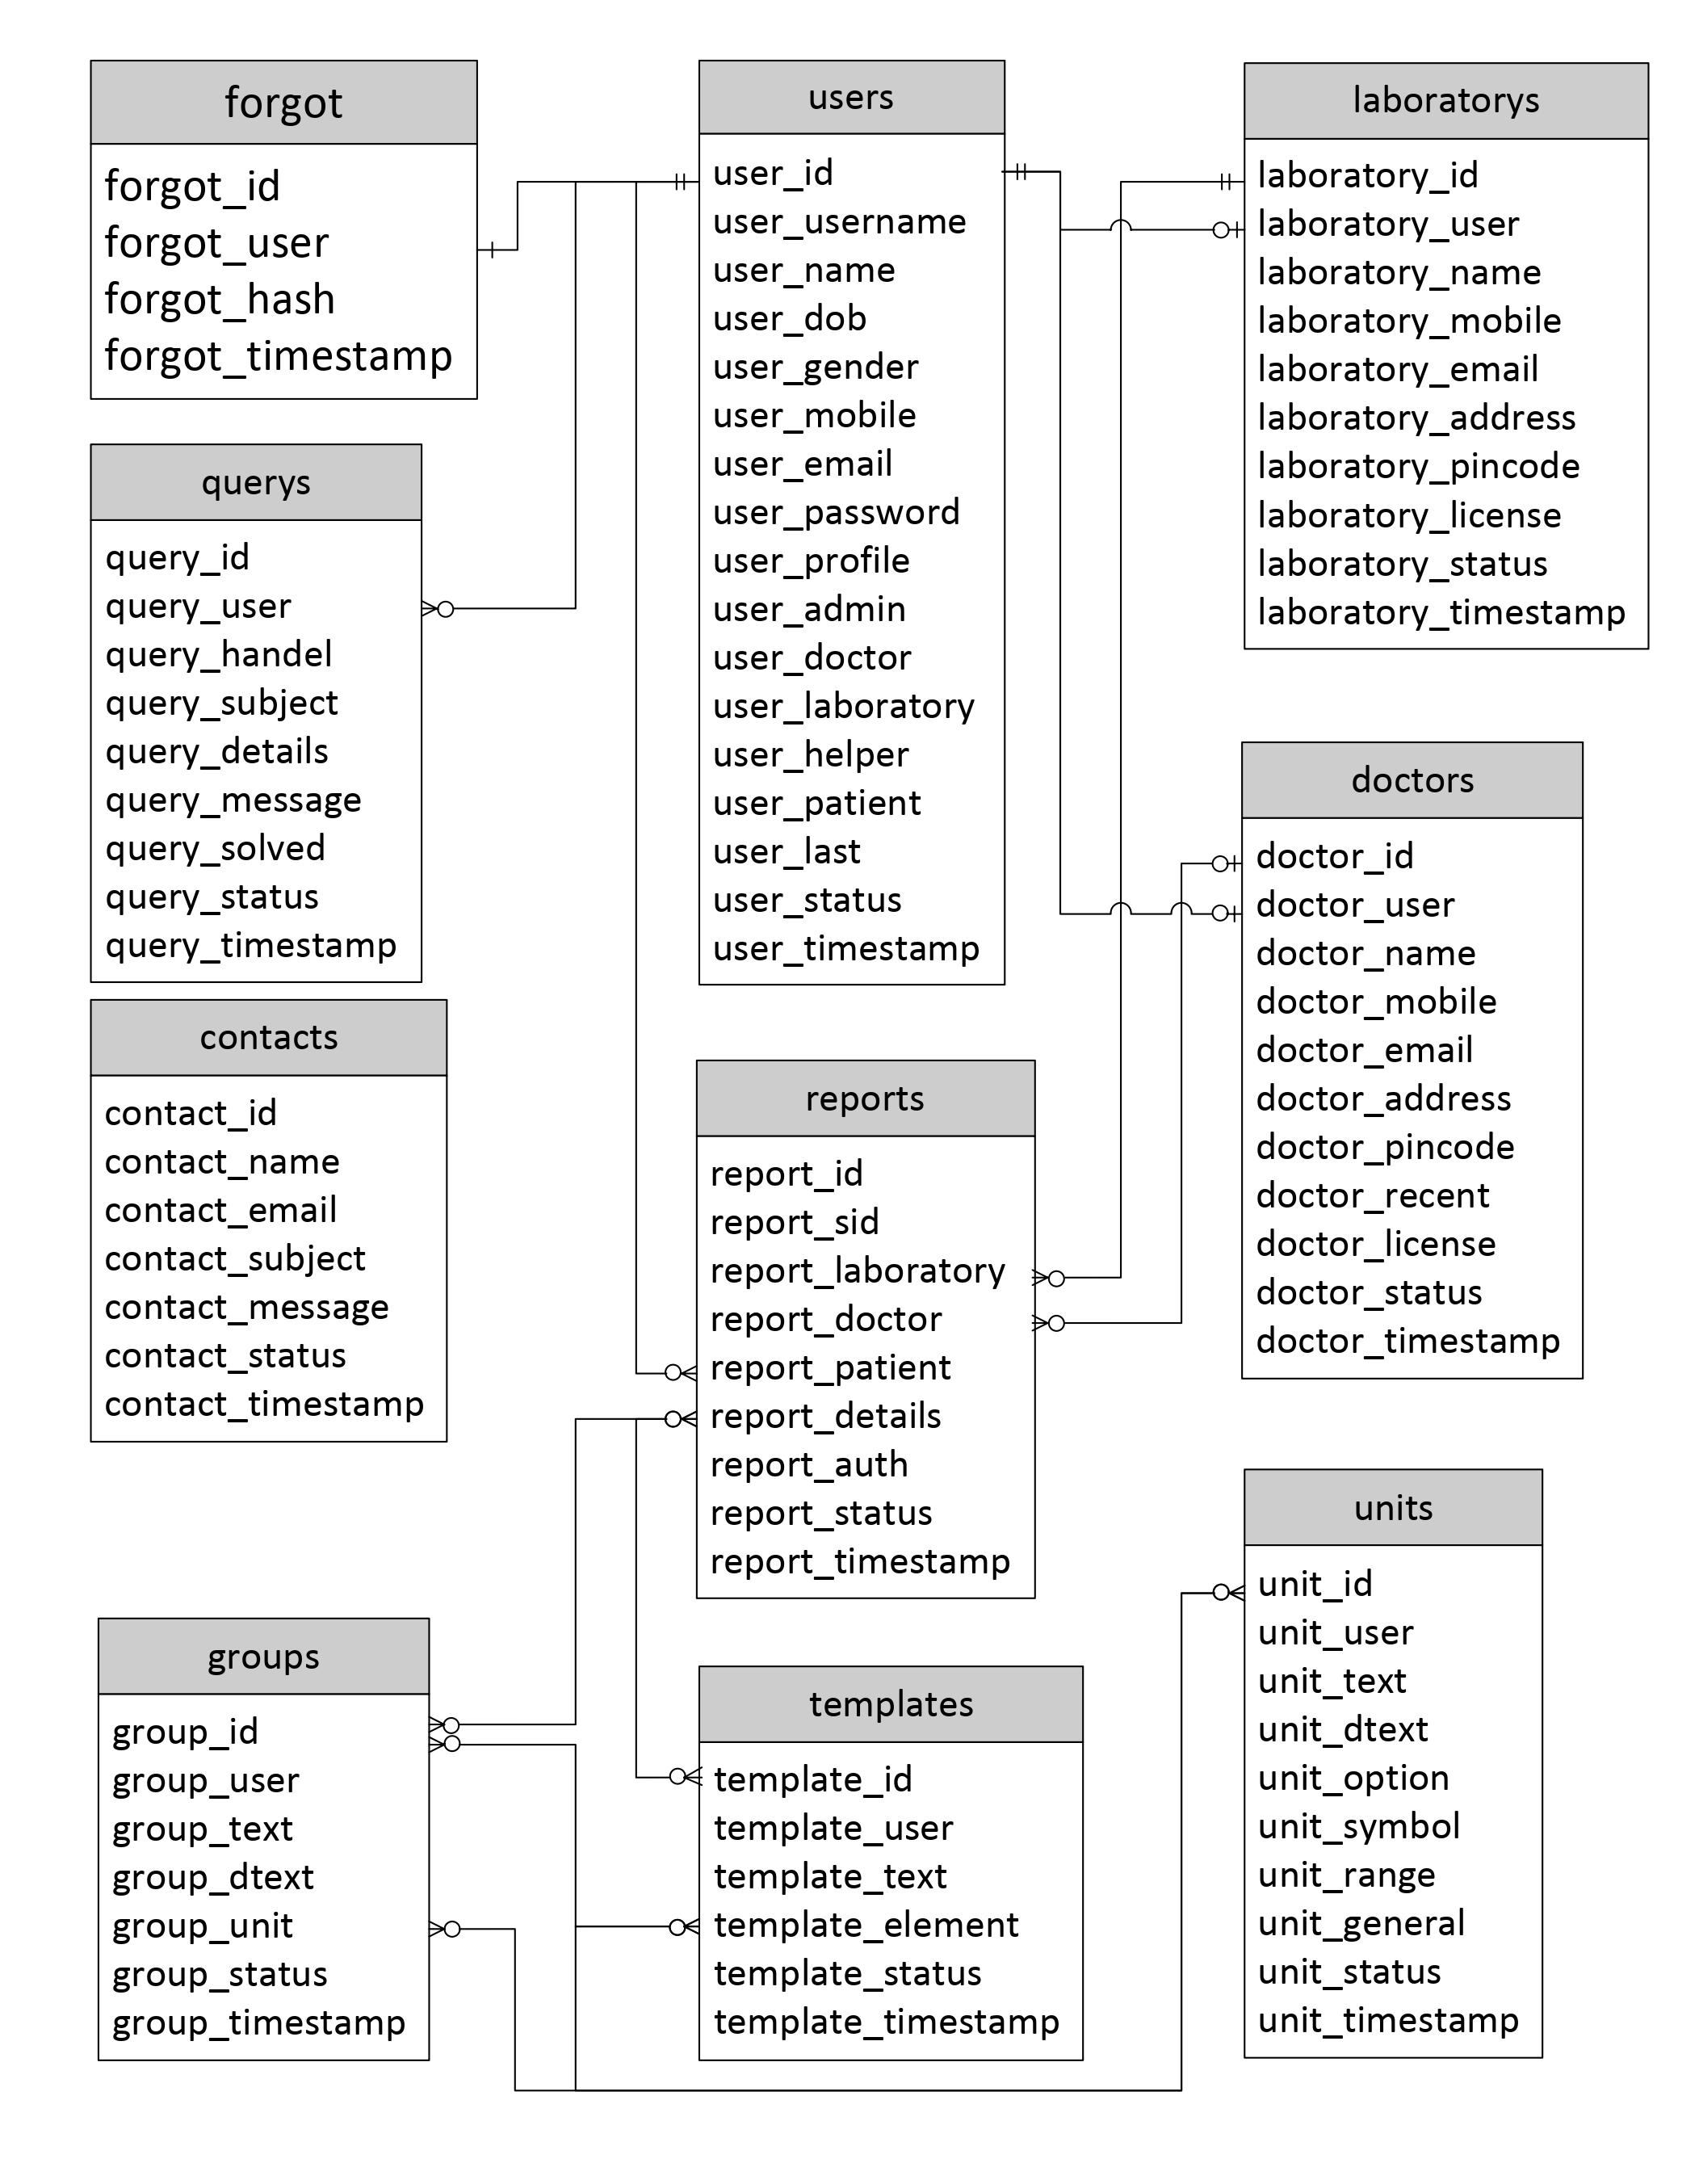 forgot
forgot_id
forgot_user
forgot_hash
forgot_timestamp
users
user_id
user_username
user_name
user_dob
user_gender
user_mobile
user_email
user_password
user_profile
user_admin
user_doctor
user_laboratory
user_helper
user_patient
user_last
user_status
user_timestamp
laboratorys
laboratory_id
laboratory_user
laboratory_name
laboratory_mobile
laboratory_email
laboratory_address
laboratory_pincode
laboratory_license
laboratory_status
laboratory_timestamp
querys
query_id
query_user
query_handel
query_subject
query_details
query_message
query_solved
query_status
query_timestamp
doctors
doctor_id
doctor_user
doctor_name
doctor_mobile
doctor_email
doctor_address
doctor_pincode
doctor_recent
doctor_license
doctor_status
doctor_timestamp
contacts
contact_id
contact_name
contact_email
contact_subject
contact_message
contact_status
contact_timestamp
reports
report_id
report_sid
report_laboratory
report_doctor
report_patient
report_details
report_auth
report_status
report_timestamp
units
unit_id
unit_user
unit_text
unit_dtext
unit_option
unit_symbol
unit_range
unit_general
unit_status
unit_timestamp
groups
group_id
group_user
group_text
group_dtext
group_unit
group_status
group_timestamp
templates
template_id
template_user
template_text
template_element
template_status
template_timestamp